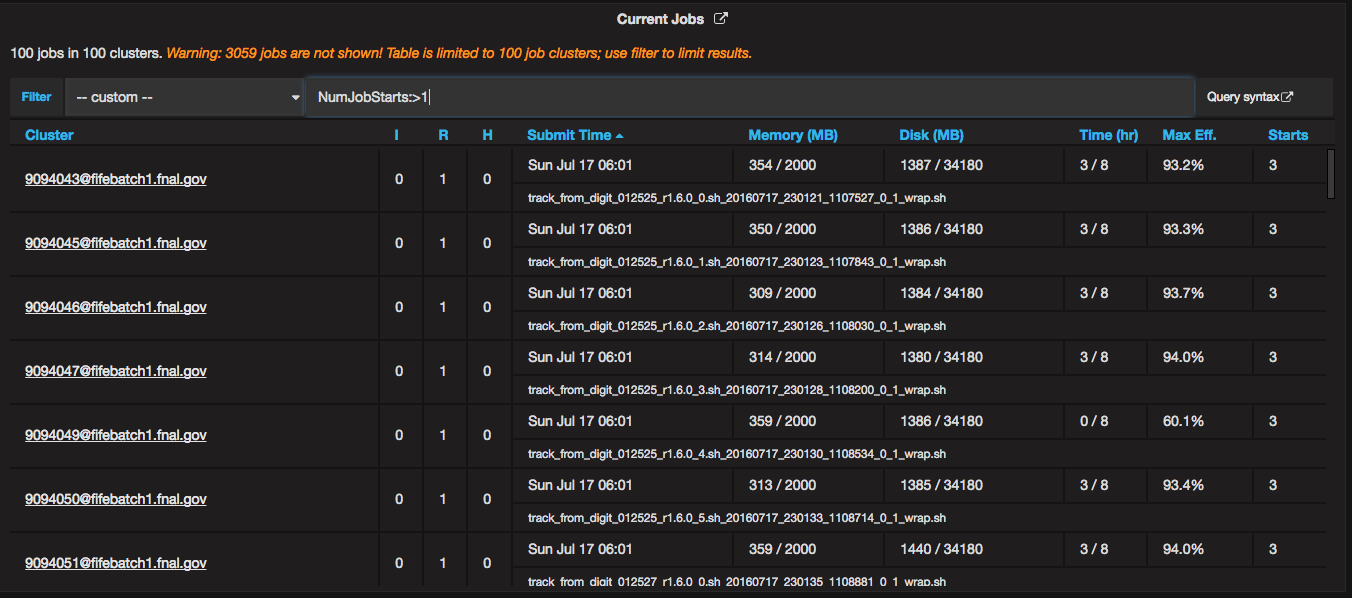 Current Jobs
100 jobs in 100 clusters. Warning: 3059 jobs are not shown! Table is limited to 100 job clusters; use filter to limit results.
Filter -- custom -- NumJobStarts:>1 Query syntax
Cluster I R H Submit Time Memory (MB) Disk (MB) Time (hr) Max Eff. Starts
9094043@fifebatch1.fnal.gov 0 1 0 Sun Jul 17 06:01 354 / 2000 1387 / 34180 3 / 8 93.2% 3
track_from_digit_012525_r1.6.0_0.sh_20160717_230121_1107527_0_1_wrap.sh
9094045@fifebatch1.fnal.gov 0 1 0 Sun Jul 17 06:01 350 / 2000 1386 / 34180 3 / 8 93.3% 3
track_from_digit_012525_r1.6.0_1.sh_20160717_230123_1107843_0_1_wrap.sh
9094046@fifebatch1.fnal.gov 0 1 0 Sun Jul 17 06:01 309 / 2000 1384 / 34180 3 / 8 93.7% 3
track_from_digit_012525_r1.6.0_2.sh_20160717_230126_1108030_0_1_wrap.sh
9094047@fifebatch1.fnal.gov 0 1 0 Sun Jul 17 06:01 314 / 2000 1380 / 34180 3 / 8 94.0% 3
track_from_digit_012525_r1.6.0_3.sh_20160717_230128_1108200_0_1_wrap.sh
9094049@fifebatch1.fnal.gov 0 1 0 Sun Jul 17 06:01 359 / 2000 1386 / 34180 0 / 8 60.1% 3
track_from_digit_012525_r1.6.0_4.sh_20160717_230130_1108534_0_1_wrap.sh
9094050@fifebatch1.fnal.gov 0 1 0 Sun Jul 17 06:01 313 / 2000 1385 / 34180 3 / 8 93.4% 3
track_from_digit_012525_r1.6.0_5.sh_20160717_230133_1108714_0_1_wrap.sh
9094051@fifebatch1.fnal.gov 0 1 0 Sun Jul 17 06:01 359 / 2000 1440 / 34180 3 / 8 94.0% 3
track_from_digit_012527_r1.6.0_0.sh_20160717_230135_1108881_0_1_wrap.sh